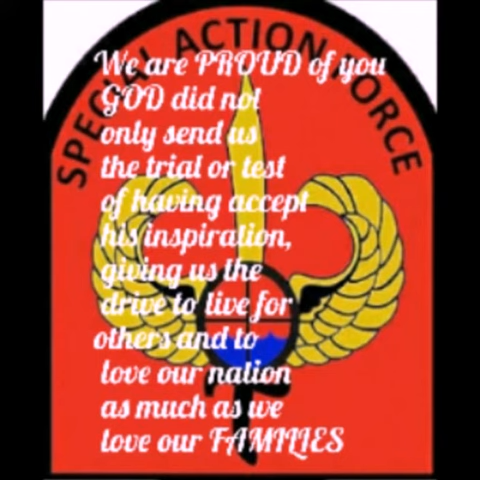 SPECIAL ACTION FORCE
We are PROUD of you
GOD did not
only send us
the trial or test
of having accept
his inspiration,
giving us the
drive to live for
others and to
love our nation
as much as we
love our FAMILIES